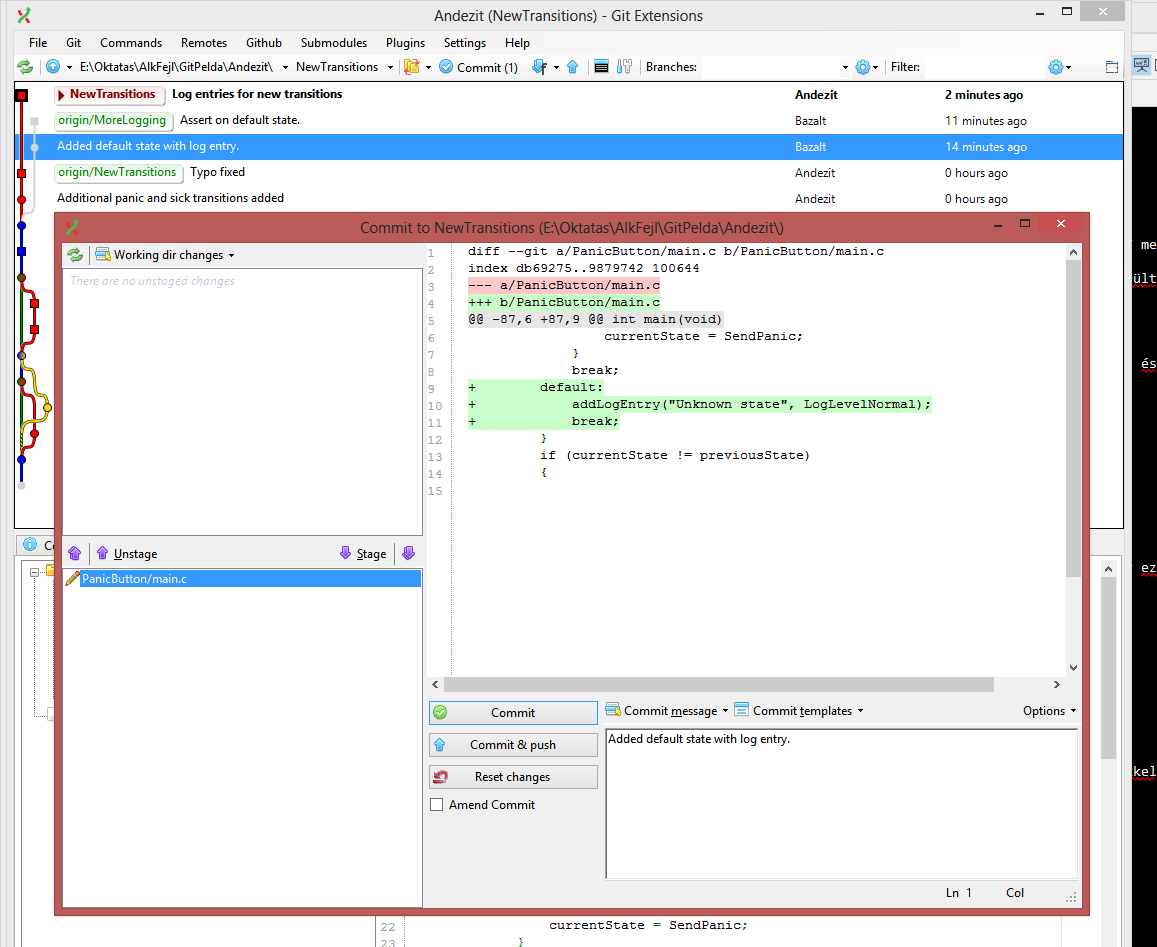 Andezit (NewTransitions) - Git Extensions
File Git Commands Remotes Github Submodules Plugins Settings Help
E:\Oktatas\AlkFejl\GitPelda\Andezit\ NewTransitions Commit (1) Branches: Filter:
NewTransitions Log entries for new transitions Andezit 2 minutes ago
origin/MoreLogging Assert on default state. Bazalt 11 minutes ago
Added default state with log entry. Bazalt 14 minutes ago
origin/NewTransitions Typo fixed Andezit 0 hours ago
Additional panic and sick transitions added Andezit 0 hours ago
Commit to NewTransitions (E:\Oktatas\AlkFejl\GitPelda\Andezit\)
Working dir changes
There are no unstaged changes
Unstage Stage
PanicButton/main.c
1 diff --git a/PanicButton/main.c b/PanicButton/main.c
2 index db69275..9879742 100644
3 --- a/PanicButton/main.c
4 +++ b/PanicButton/main.c
5 @@ -87,6 +87,9 @@ int main(void)
6 currentState = SendPanic;
7 }
8 break;
9 + default:
10 + addLogEntry("Unknown state", LogLevelNormal);
11 + break;
12 }
13 if (currentState != previousState)
14 {
15
Commit
Commit & push
Reset changes
Amend Commit
Commit message Commit templates Options
Added default state with log entry.
Ln 1 Col
me
ült
és
ez
kel
22 currentState = SendPanic;
23 }